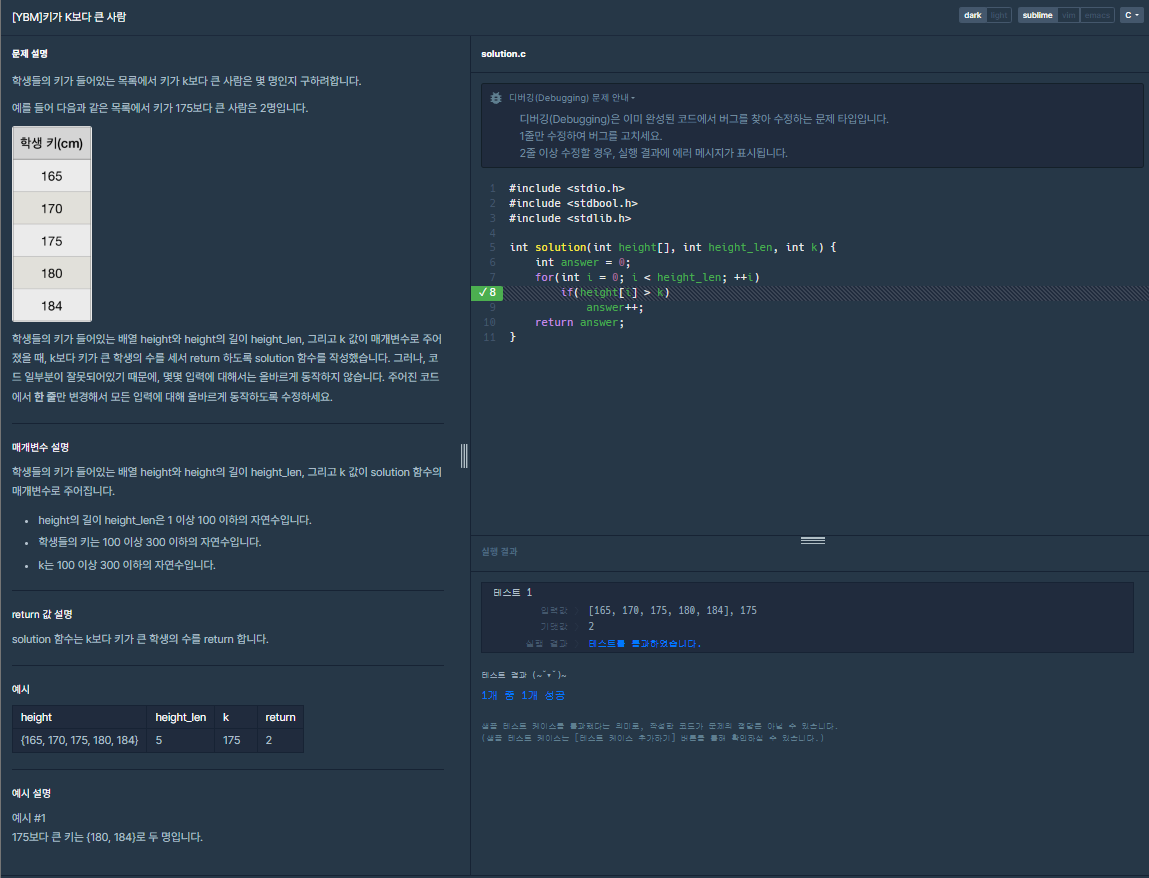 [YBM]키가 K보다 큰 사람
dark light sublime vim emacs C
문제 설명
학생들의 키가 들어있는 목록에서 키가 k보다 큰 사람은 몇 명인지 구하려합니다.
예를 들어 다음과 같은 목록에서 키가 175보다 큰 사람은 2명입니다.
학생 키(cm)
165
170
175
180
184
학생들의 키가 들어있는 배열 height와 height의 길이 height_len, 그리고 k 값이 매개변수로 주어
졌을 때, k보다 키가 큰 학생의 수를 세서 return 하도록 solution 함수를 작성했습니다. 그러나, 코
드 일부분이 잘못되어있기 때문에, 몇몇 입력에 대해서는 올바르게 동작하지 않습니다. 주어진 코드
에서 한 줄만 변경해서 모든 입력에 대해 올바르게 동작하도록 수정하세요.
매개변수 설명
학생들의 키가 들어있는 배열 height와 height의 길이 height_len, 그리고 k 값이 solution 함수의
매개변수로 주어집니다.
• height의 길이 height_len은 1 이상 100 이하의 자연수입니다.
• 학생들의 키는 100 이상 300 이하의 자연수입니다.
• k는 100 이상 300 이하의 자연수입니다.
return 값 설명
solution 함수는 k보다 키가 큰 학생의 수를 return 합니다.
예시
height height_len k return
{165, 170, 175, 180, 184} 5 175 2
예시 설명
예시 #1
175보다 큰 키는 {180, 184}로 두 명입니다.
solution.c
디버깅(Debugging) 문제 안내
디버깅(Debugging)은 이미 완성된 코드에서 버그를 찾아 수정하는 문제 타입입니다.
1줄만 수정하여 버그를 고치세요.
2줄 이상 수정할 경우, 실행 결과에 에러 메시지가 표시됩니다.
1 #include <stdio.h>
2 #include <stdbool.h>
3 #include <stdlib.h>
4
5 int solution(int height[], int height_len, int k) {
6 int answer = 0;
7 for(int i = 0; i < height_len; ++i)
✓ 8 if(height[i] > k)
9 answer++;
10 return answer;
11 }
실행 결과
테스트 1
입력값 [165, 170, 175, 180, 184], 175
기댓값 2
실행 결과 테스트를 통과하였습니다.
테스트 결과 (~˘▾˘)~
1개 중 1개 성공
샘플 테스트 케이스를 통과했다는 의미로, 작성한 코드가 문제의 정답은 아닐 수 있습니다.
(샘플 테스트 케이스는 [테스트 케이스 추가하기] 버튼을 통해 확인하실 수 있습니다.)